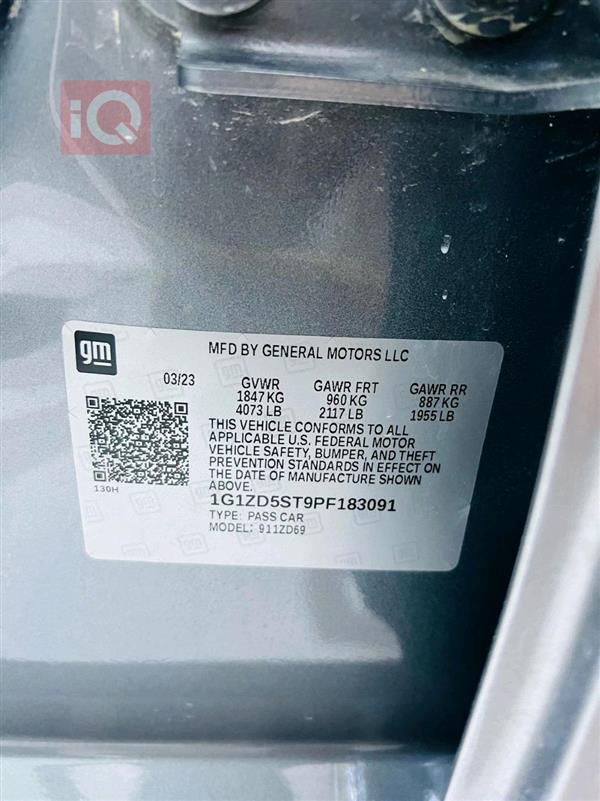 iQ
gm
MFD BY GENERAL MOTORS LLC
03/23
GVWR GAWR FRT GAWR RR
1847 KG 960 KG 887 KG
4073 LB 2117 LB 1955 LB
THIS VEHICLE CONFORMS TO ALL
APPLICABLE U.S. FEDERAL MOTOR
VEHICLE SAFETY, BUMPER, AND THEFT
PREVENTION STANDARDS IN EFFECT ON
THE DATE OF MANUFACTURE SHOWN
ABOVE.
130H
1G1ZD5ST9PF183091
TYPE: PASS CAR
MODEL: 911ZD69